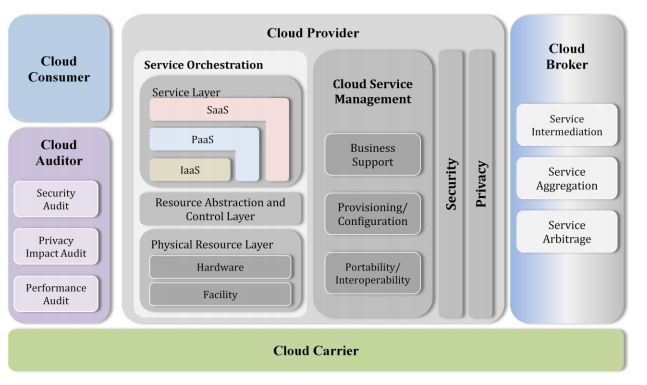 Cloud
Consumer
Cloud
Auditor
Security
Audit
Privacy
Impact Audit
Performance
Audit
Cloud Provider
Service Orchestration
Service Layer
SaaS
PaaS
IaaS
Resource Abstraction and
Control Layer
Physical Resource Layer
Hardware
Facility
Cloud Service
Management
Business
Support
Provisioning/
Configuration
Portability/
Interoperability
Security
Privacy
Cloud
Broker
Service
Intermediation
Service
Aggregation
Service
Arbitrage
Cloud Carrier